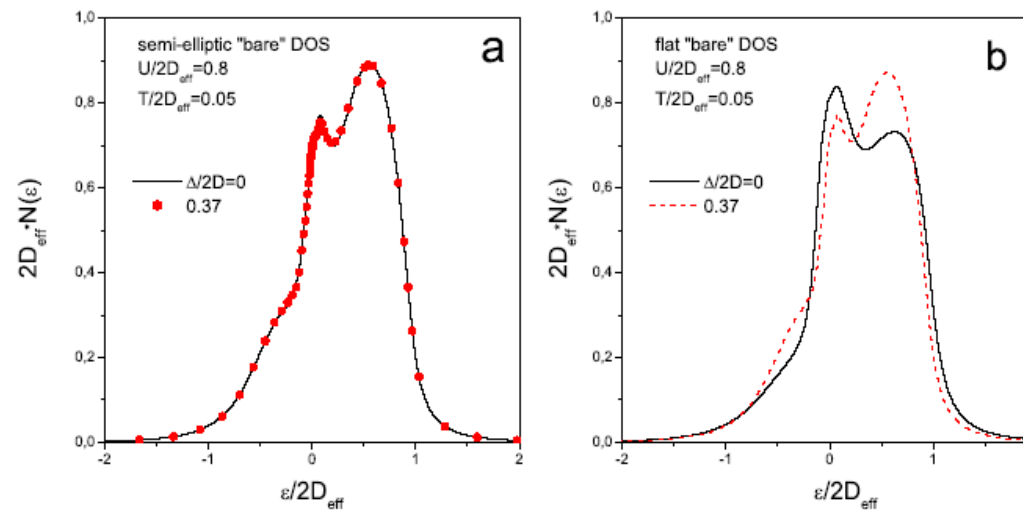 1,0
0,8
0,6
0,4
0,2
0,0
2D_eff*N(ε)
semi-elliptic "bare" DOS
U/2D_eff=0.8
T/2D_eff=0.05
a
Δ/2D=0
0.37
-2 -1 0 1 2
ε/2D_eff
1,0
0,8
0,6
0,4
0,2
0,0
2D_eff*N(ε)
flat "bare" DOS
U/2D_eff=0.8
T/2D_eff=0.05
b
Δ/2D=0
0.37
-2 -1 0 1
ε/2D_eff